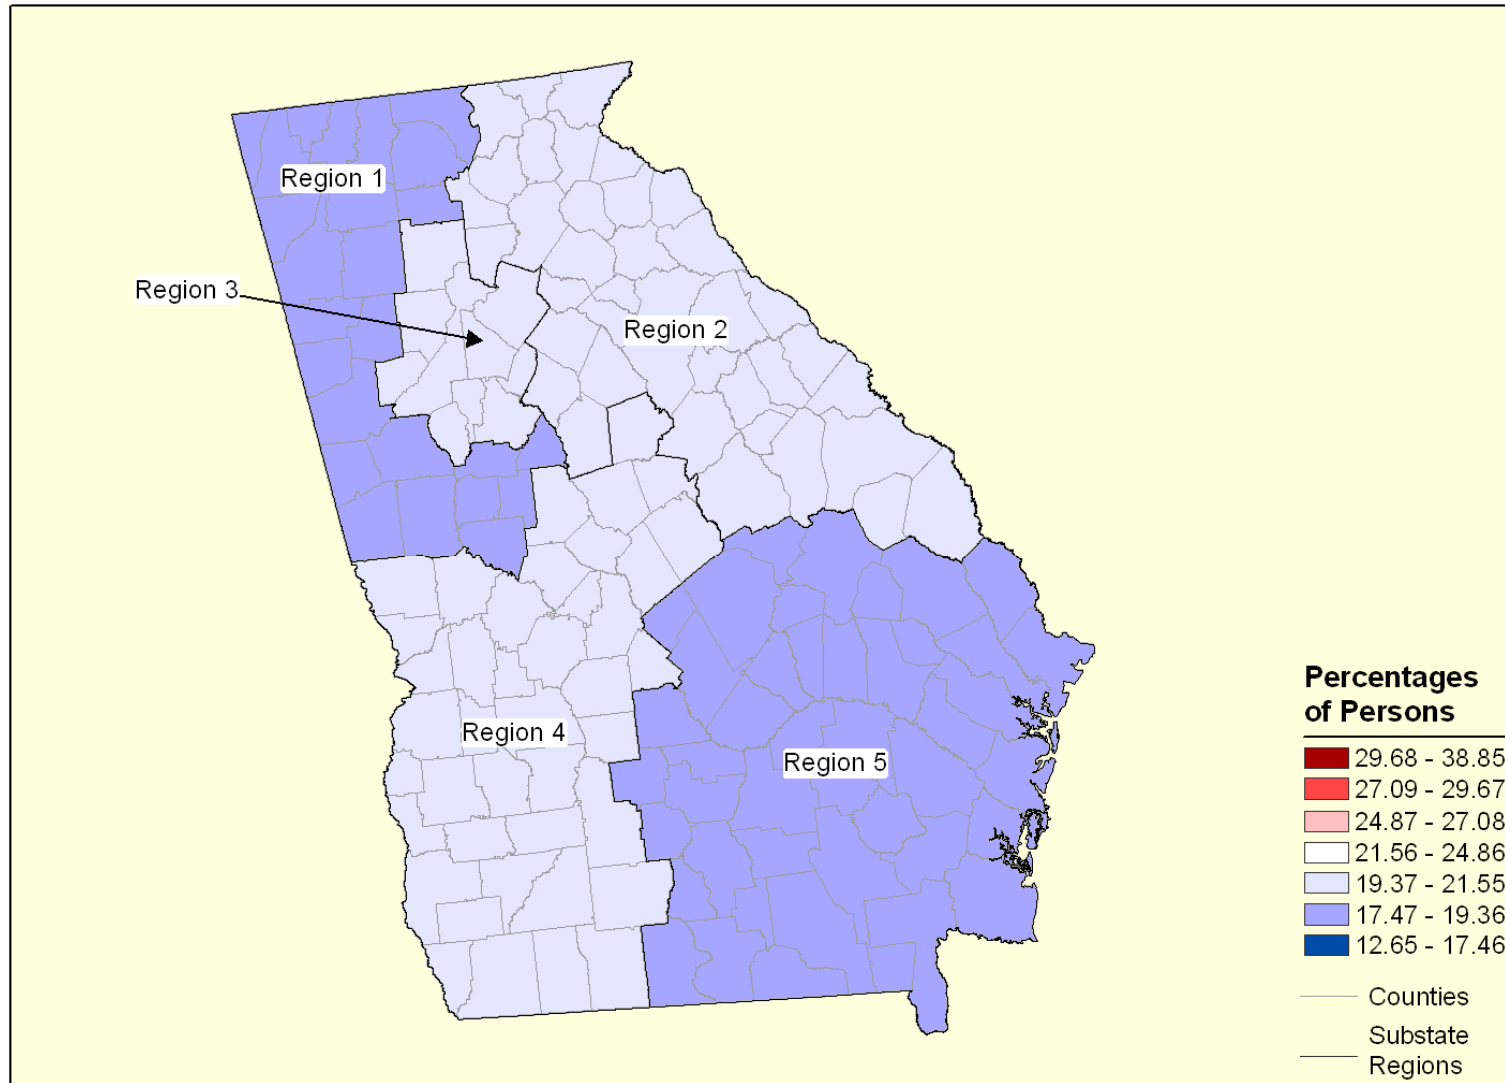 Region 1
Region 3
Region 2
Region 4
Region 5
Percentages
of Persons
29.68 - 38.85
27.09 - 29.67
24.87 - 27.08
21.56 - 24.86
19.37 - 21.55
17.47 - 19.36
12.65 - 17.46
Counties
Substate
Regions